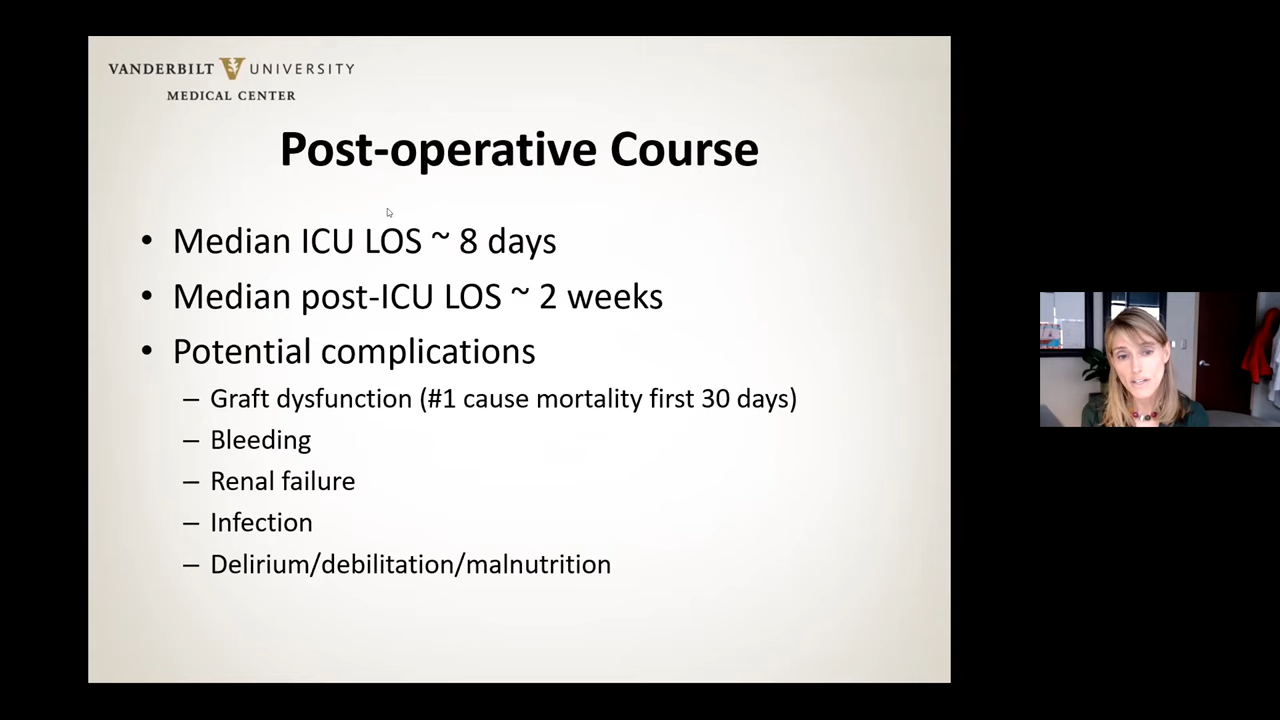 VANDERBILT UNIVERSITY
MEDICAL CENTER
Post-operative Course
• Median ICU LOS ~ 8 days
• Median post-ICU LOS ~ 2 weeks
• Potential complications
– Graft dysfunction (#1 cause mortality first 30 days)
– Bleeding
– Renal failure
– Infection
– Delirium/debilitation/malnutrition